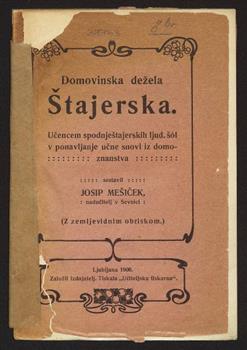 Domovinska dežela
Štajerska.
Učencem spodnještajerskih ljud. šol
v ponavljanje učne snovi iz domo-
::::::::: znanstva :::::::::
::::: sestavil :::::
JOSIP MEŠIČEK,
: nadučitelj v Sevnici :
(Z zemljevidnim obriskom.)
Ljubljana 1906.
Založil izdajatelj. Tiskala „Učiteljska tiskarna“.